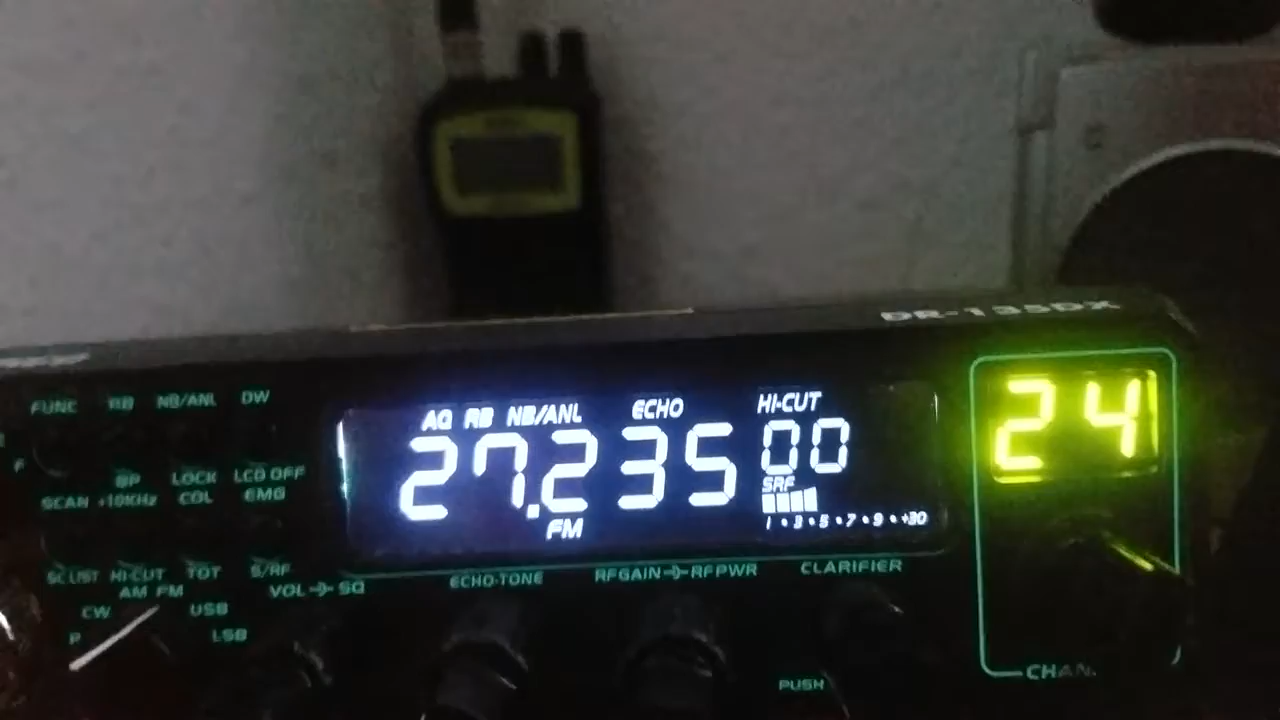 DR-135DX
FUNC RB NB/ANL DW
AQ RB NB/ANL ECHO HI-CUT
27.235 00
24
SRF
1 • 3 • 5 • 7 • 9 • +30
FM
BP LOCK LCD OFF
SCAN +10KHz COL EMG
SC LIST HI-CUT TOT S/RF
AM FM
CW USB
P LSB
VOL SQ
ECHO-TONE
RFGAIN RFPWR
CLARIFIER
PUSH